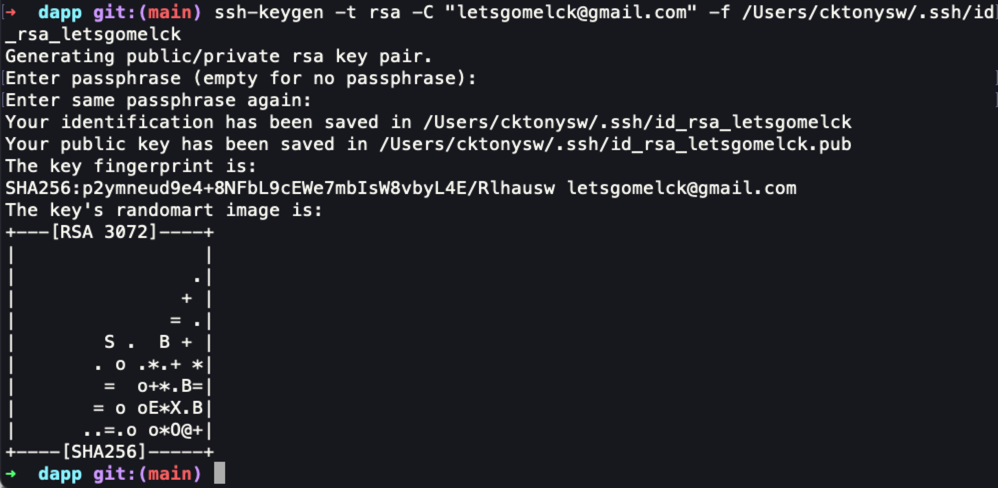 ➜  dapp git:(main) ssh-keygen -t rsa -C "letsgomelck@gmail.com" -f /Users/cktonysw/.ssh/id
_rsa_letsgomelck
Generating public/private rsa key pair.
Enter passphrase (empty for no passphrase):
Enter same passphrase again:
Your identification has been saved in /Users/cktonysw/.ssh/id_rsa_letsgomelck
Your public key has been saved in /Users/cktonysw/.ssh/id_rsa_letsgomelck.pub
The key fingerprint is:
SHA256:p2ymneud9e4+8NFbL9cEWe7mbIsW8vbyL4E/Rlhausw letsgomelck@gmail.com
The key's randomart image is:
+---[RSA 3072]----+
|                 |
|                .|
|               + |
|              = .|
|        S .  B + |
|       . o .*.+ *|
|        =  o+*.B=|
|       = o oE*X.B|
|      ..=.o o*O@+|
+----[SHA256]-----+
➜  dapp git:(main)